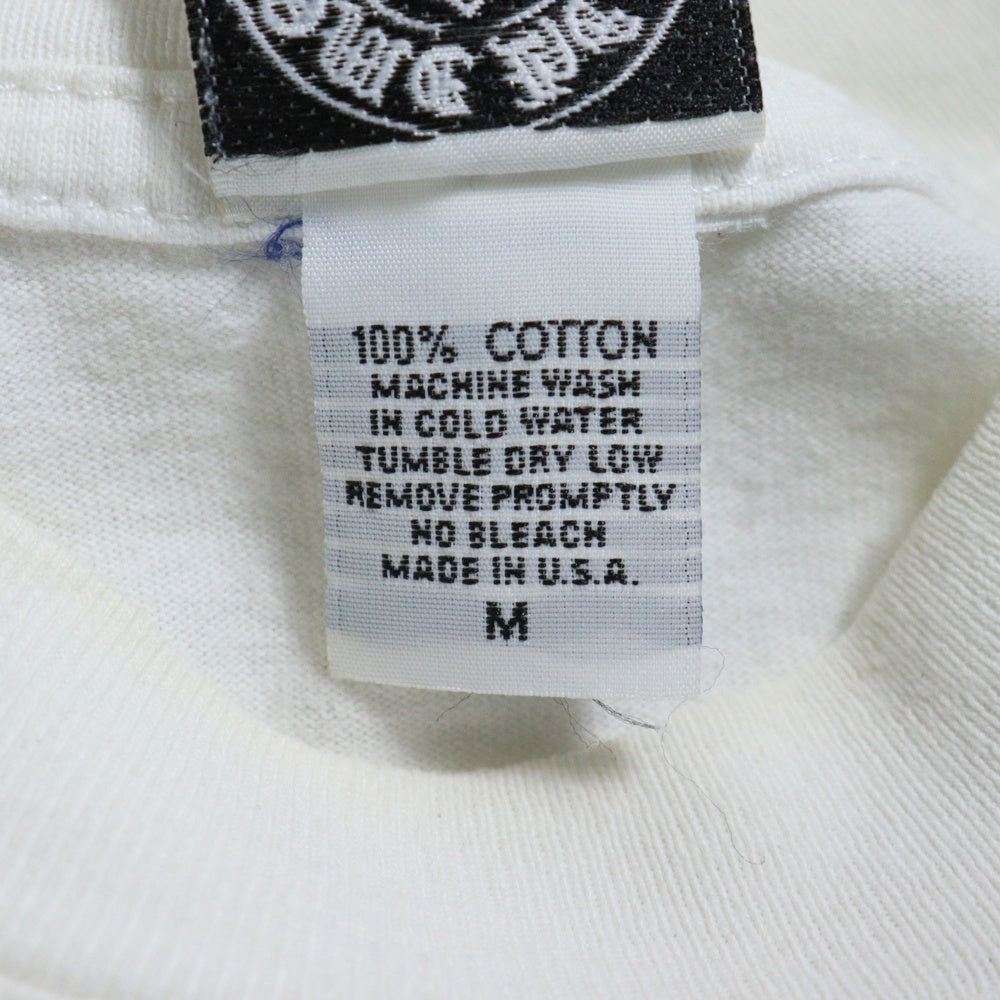 100% COTTON
MACHINE WASH
IN COLD WATER
TUMBLE DRY LOW
REMOVE PROMPTLY
NO BLEACH
MADE IN U.S.A.
M